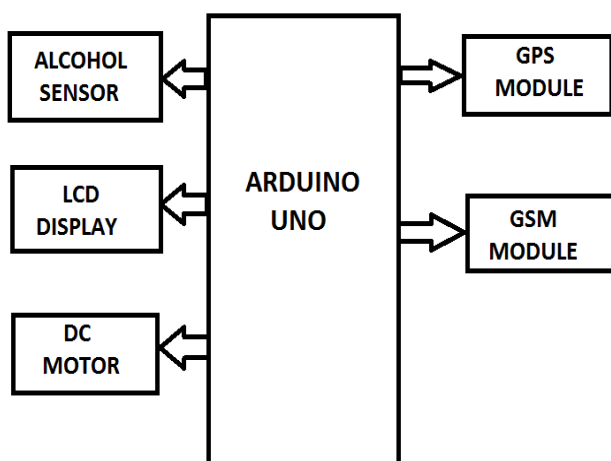 ALCOHOL
SENSOR
LCD
DISPLAY
DC
MOTOR
ARDUINO
UNO
GPS
MODULE
GSM
MODULE